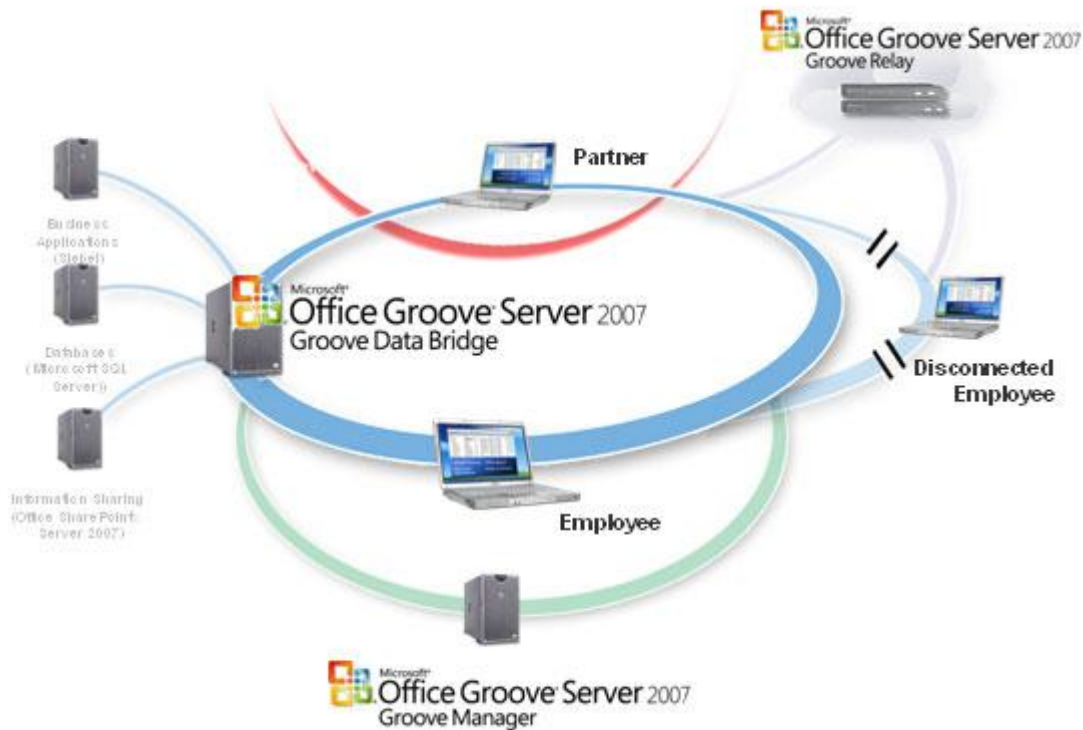 Microsoft®
Office Groove® Server 2007
Groove Relay
Partner
Business
Applications
(Siebel)
Microsoft®
Office Groove® Server 2007
Groove Data Bridge
Databases
(Microsoft SQL
Server))
Disconnected
Employee
Information Sharing
(Office SharePoint
Server 2007)
Employee
Microsoft®
Office Groove® Server 2007
Groove Manager